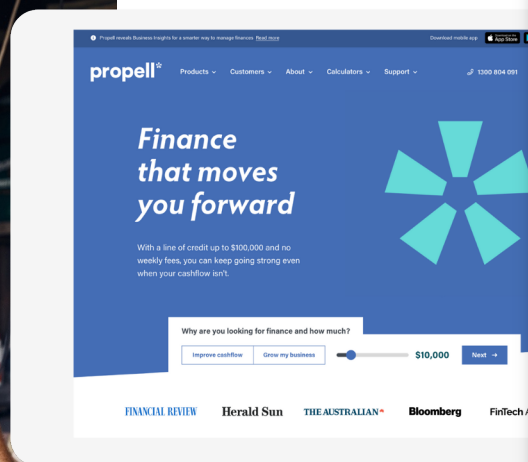 Propell reveals Business Insights for a smarter way to manage finances Read more
Download mobile app
Download on the
App Store
propell*
Products
Customers
About
Calculators
Support
1300 804 091
Finance
that moves
you forward
With a line of credit up to $100,000 and no
weekly fees, you can keep going strong even
when your cashflow isn't.
Why are you looking for finance and how much?
Improve cashflow
Grow my business
$10,000
Next →
FINANCIAL REVIEW
Herald Sun
THE AUSTRALIAN*
Bloomberg
FinTech